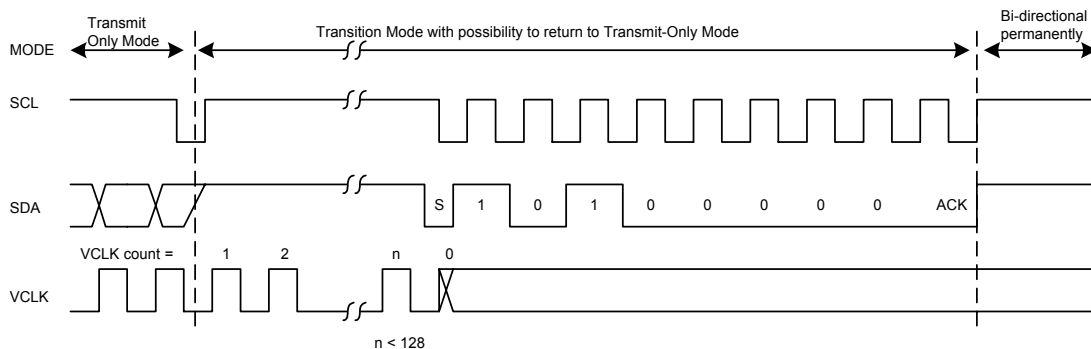 Transmit
Only Mode
Transition Mode with possibility to return to Transmit-Only Mode
Bi-directional
permanently
MODE
SCL
SDA
S 1 0 1 0 0 0 0 0 ACK
VCLK count = 1 2 n 0
VCLK
n < 128